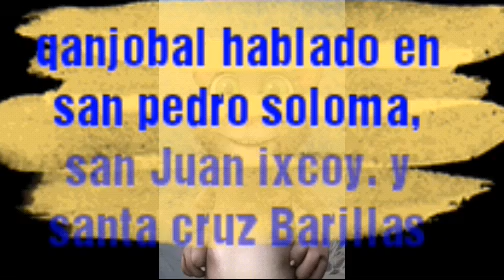 qanjobal hablado en
san pedro soloma,
san Juan ixcoy. y
santa cruz Barillas